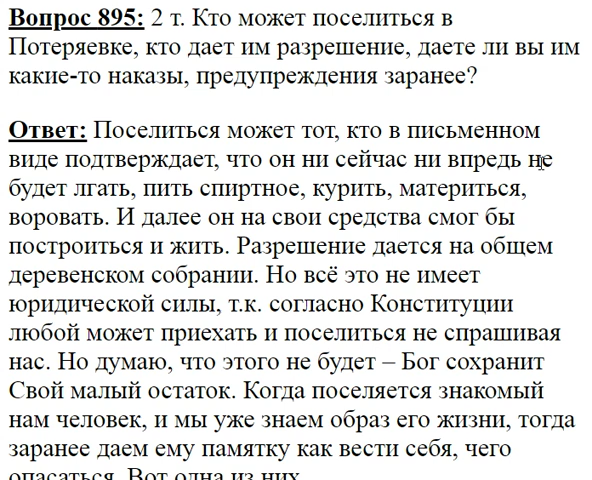 Вопрос 895: 2 т. Кто может поселиться в
Потеряевке, кто дает им разрешение, даете ли вы им
какие-то наказы, предупреждения заранее?
Ответ: Поселиться может тот, кто в письменном
виде подтверждает, что он ни сейчас ни впредь не
будет лгать, пить спиртное, курить, материться,
воровать. И далее он на свои средства смог бы
построиться и жить. Разрешение дается на общем
деревенском собрании. Но всё это не имеет
юридической силы, т.к. согласно Конституции
любой может приехать и поселиться не спрашивая
нас. Но думаю, что этого не будет – Бог сохранит
Свой малый остаток. Когда поселяется знакомый
нам человек, и мы уже знаем образ его жизни, тогда
заранее даем ему памятку как вести себя, чего
опасаться. Вот одна из них